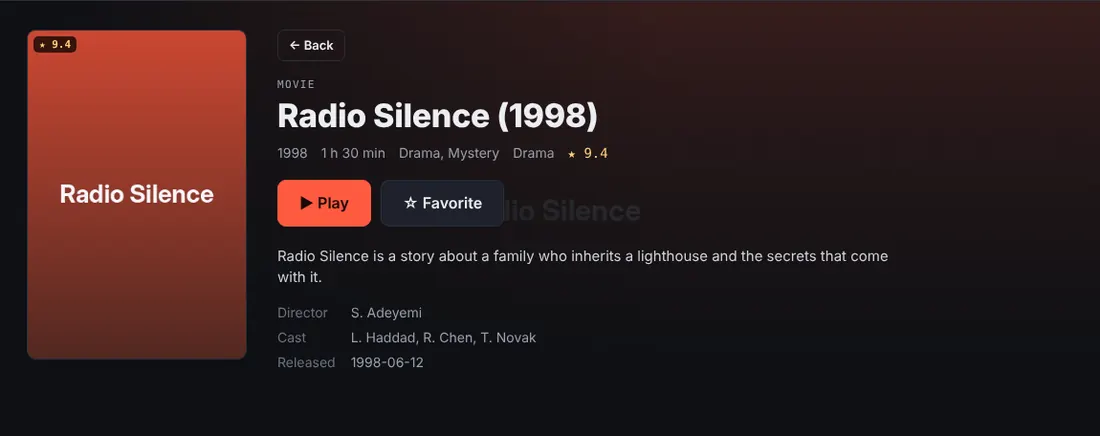 ★ 9.4
Radio Silence
← Back
MOVIE
Radio Silence (1998)
1998 1 h 30 min Drama, Mystery Drama ★ 9.4
▶ Play ☆ Favorite
dio Silence
Radio Silence is a story about a family who inherits a lighthouse and the secrets that come
with it.
Director S. Adeyemi
Cast L. Haddad, R. Chen, T. Novak
Released 1998-06-12